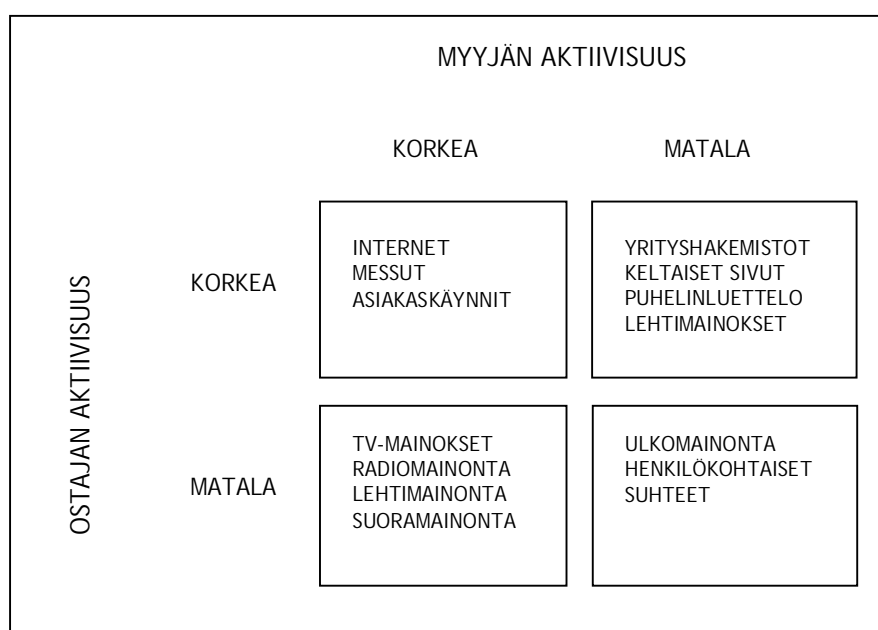 MYYJÄN AKTIIVISUUS
KORKEA
MATALA
OSTAJAN AKTIIVISUUS
KORKEA
INTERNET
MESSUT
ASIAKASKÄYNNIT
YRITYSHAKEMISTOT
KELTAISET SIVUT
PUHELINLUETTELO
LEHTIMAINOKSET
MATALA
TV-MAINOKSET
RADIOMAINONTA
LEHTIMAINONTA
SUORAMAINONTA
ULKOMAINONTA
HENKILÖKOHTAISET
SUHTEET